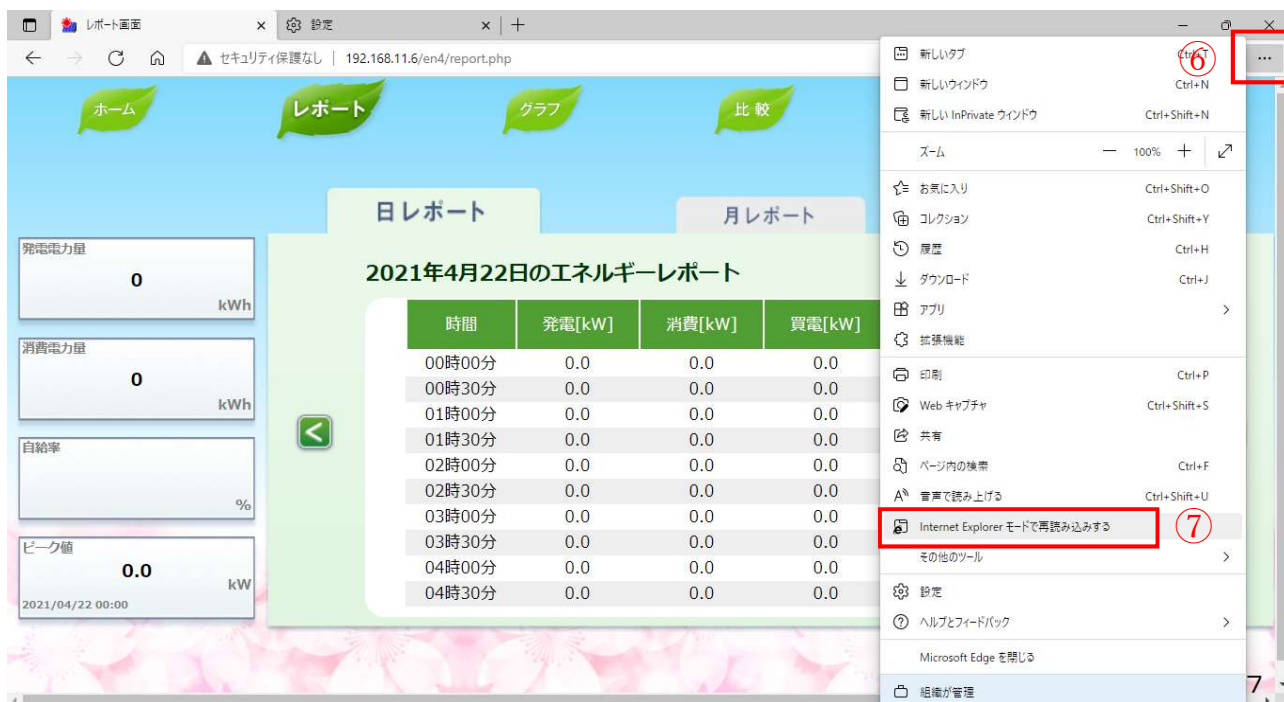 レポート画面
設定
セキュリティ保護なし
192.168.11.6/en4/report.php
⑥
ホーム
レポート
グラフ
比較
日レポート
月レポート
発電電力量
0
kWh
消費電力量
0
kWh
自給率
%
ピーク値
0.0
kW
2021/04/22 00:00
2021年4月22日のエネルギーレポート
時間 発電[kW] 消費[kW] 買電[kW]
00時00分 0.0 0.0 0.0
00時30分 0.0 0.0 0.0
01時00分 0.0 0.0 0.0
01時30分 0.0 0.0 0.0
02時00分 0.0 0.0 0.0
02時30分 0.0 0.0 0.0
03時00分 0.0 0.0 0.0
03時30分 0.0 0.0 0.0
04時00分 0.0 0.0 0.0
04時30分 0.0 0.0 0.0
新しいタブ Ctrl+T
新しいウィンドウ Ctrl+N
新しい InPrivate ウィンドウ Ctrl+Shift+N
ズーム — 100% +
お気に入り Ctrl+Shift+O
コレクション Ctrl+Shift+Y
履歴 Ctrl+H
ダウンロード Ctrl+J
アプリ
拡張機能
印刷 Ctrl+P
Web キャプチャ Ctrl+Shift+S
共有
ページ内の検索 Ctrl+F
音声で読み上げる Ctrl+Shift+U
Internet Explorer モードで再読み込みする ⑦
その他のツール
設定
ヘルプとフィードバック
Microsoft Edge を閉じる
組織が管理
7